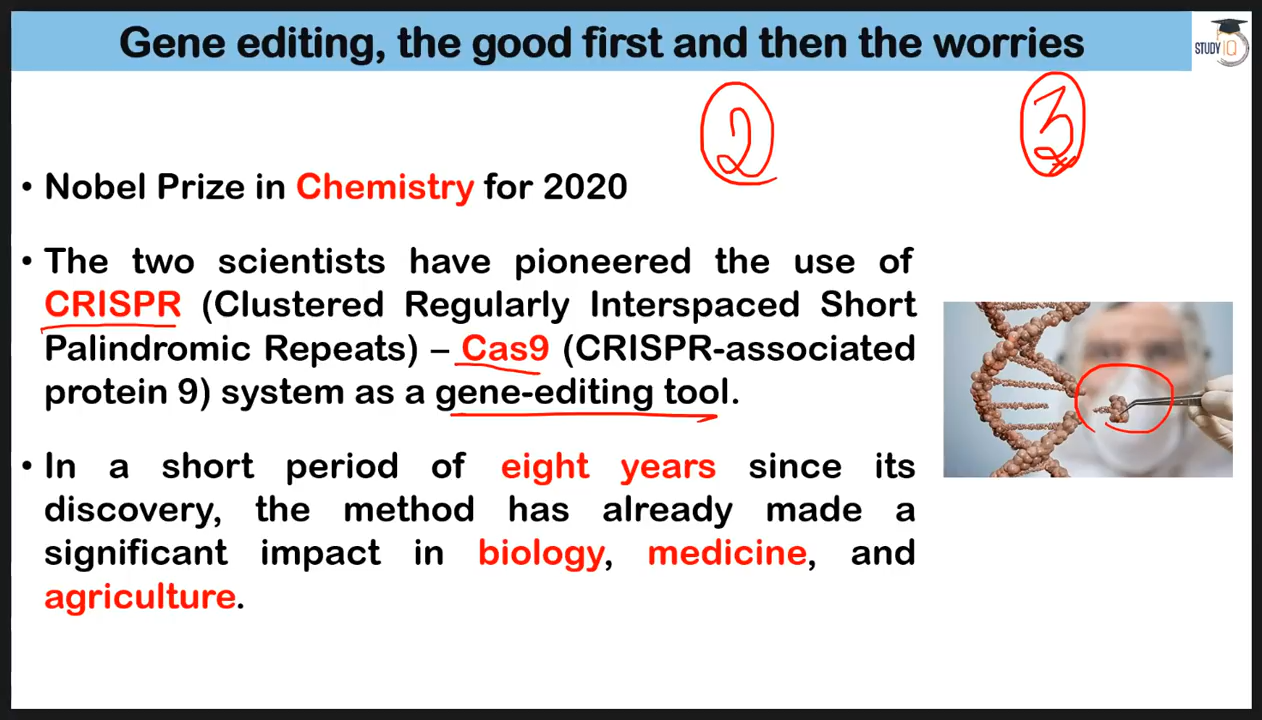 Gene editing, the good first and then the worries
STUDY IQ
2
3
• Nobel Prize in Chemistry for 2020
• The two scientists have pioneered the use of
CRISPR (Clustered Regularly Interspaced Short
Palindromic Repeats) – Cas9 (CRISPR-associated
protein 9) system as a gene-editing tool.
• In a short period of eight years since its
discovery, the method has already made a
significant impact in biology, medicine, and
agriculture.